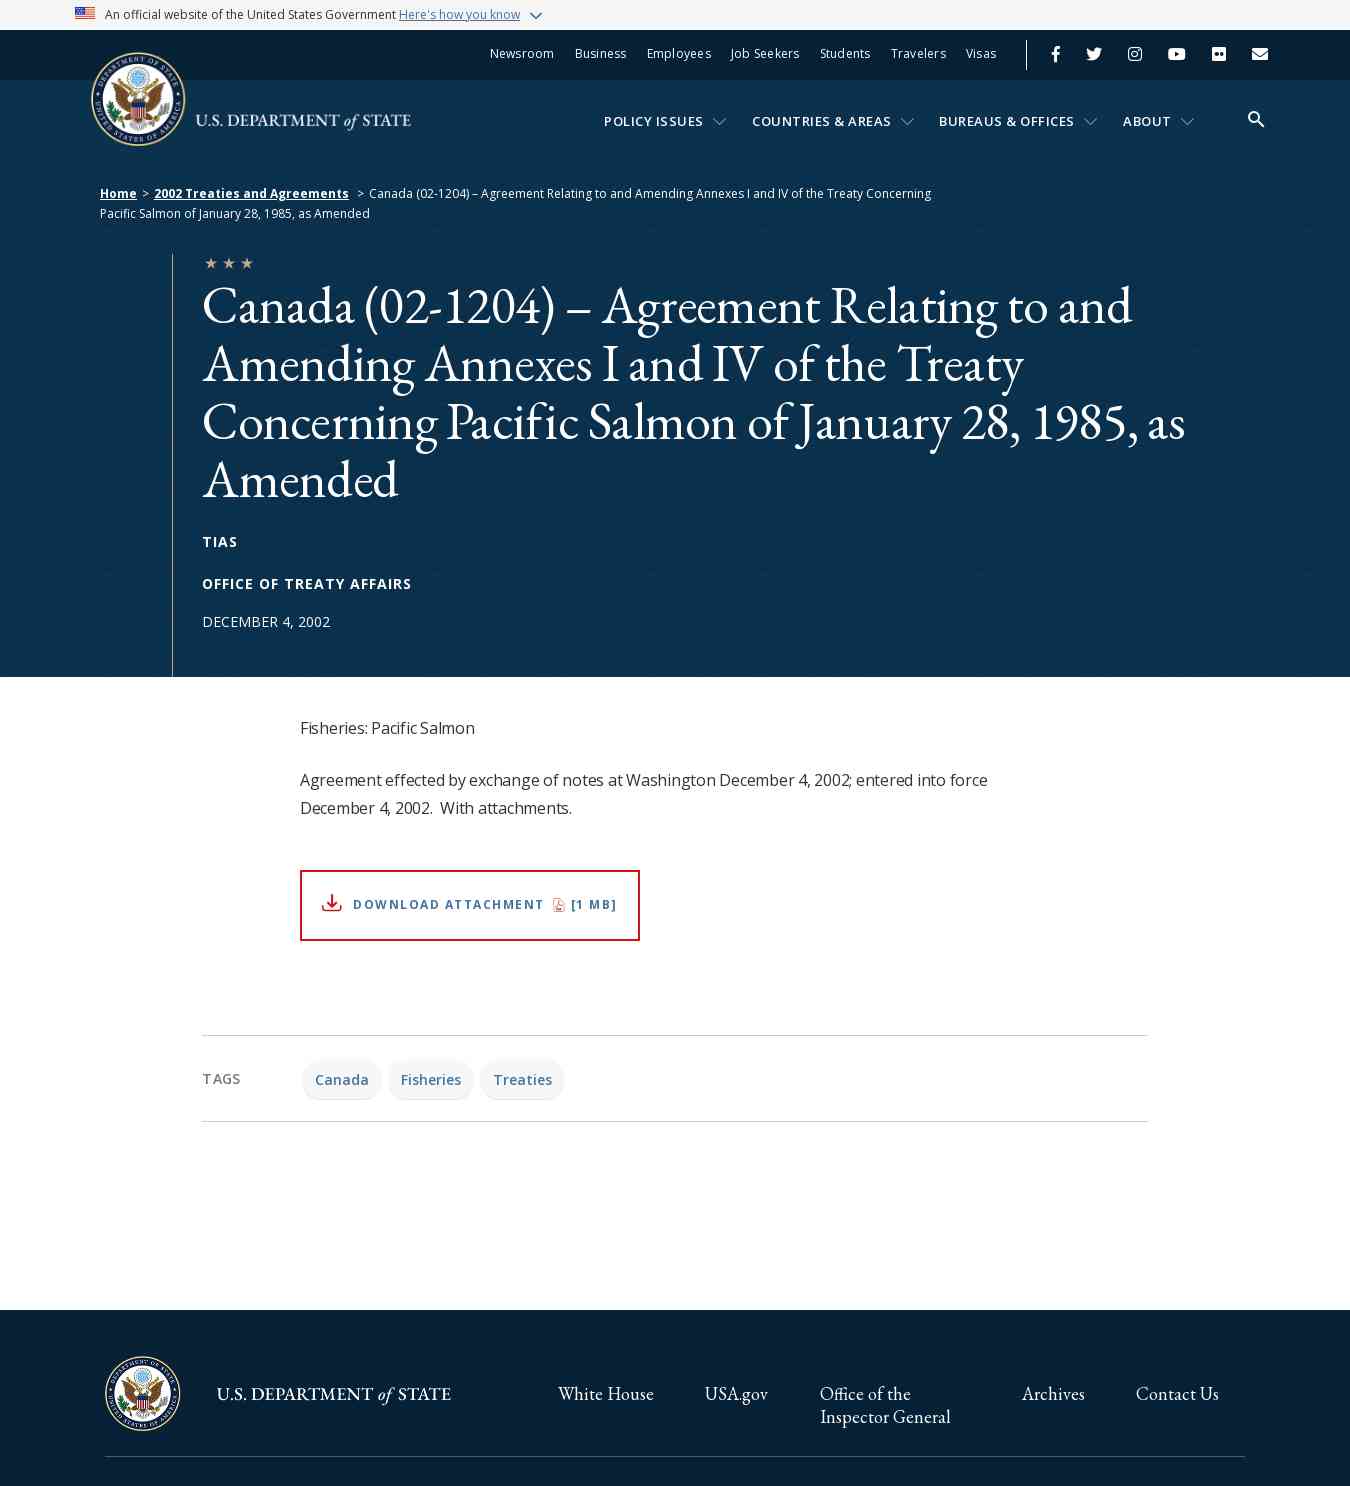 An official website of the United States Government Here's how you know
Newsroom Business Employees Job Seekers Students Travelers Visas
U.S. DEPARTMENT of STATE
POLICY ISSUES COUNTRIES & AREAS BUREAUS & OFFICES ABOUT
Home > 2002 Treaties and Agreements > Canada (02-1204) – Agreement Relating to and Amending Annexes I and IV of the Treaty Concerning
Pacific Salmon of January 28, 1985, as Amended
Canada (02-1204) – Agreement Relating to and
Amending Annexes I and IV of the Treaty
Concerning Pacific Salmon of January 28, 1985, as
Amended
TIAS
OFFICE OF TREATY AFFAIRS
DECEMBER 4, 2002
Fisheries: Pacific Salmon
Agreement effected by exchange of notes at Washington December 4, 2002; entered into force
December 4, 2002.  With attachments.
DOWNLOAD ATTACHMENT [1 MB]
TAGS Canada Fisheries Treaties
DEPARTMENT OF STATE
UNITED STATES OF AMERICA
U.S. DEPARTMENT of STATE
White House USA.gov Office of the Archives Contact Us
Inspector General